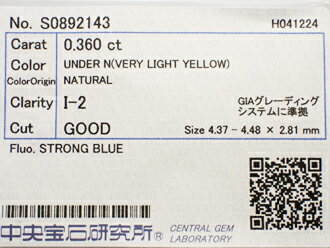 No. S0892143 H041224
Carat 0.360 ct
Color UNDER N(VERY LIGHT YELLOW)
ColorOrigin NATURAL
Clarity I-2 GIAグレーディング
システムに準拠
Cut GOOD Size 4.37 - 4.48 × 2.81 mm
Fluo. STRONG BLUE
中央宝石研究所® CENTRAL GEM
LABORATORY